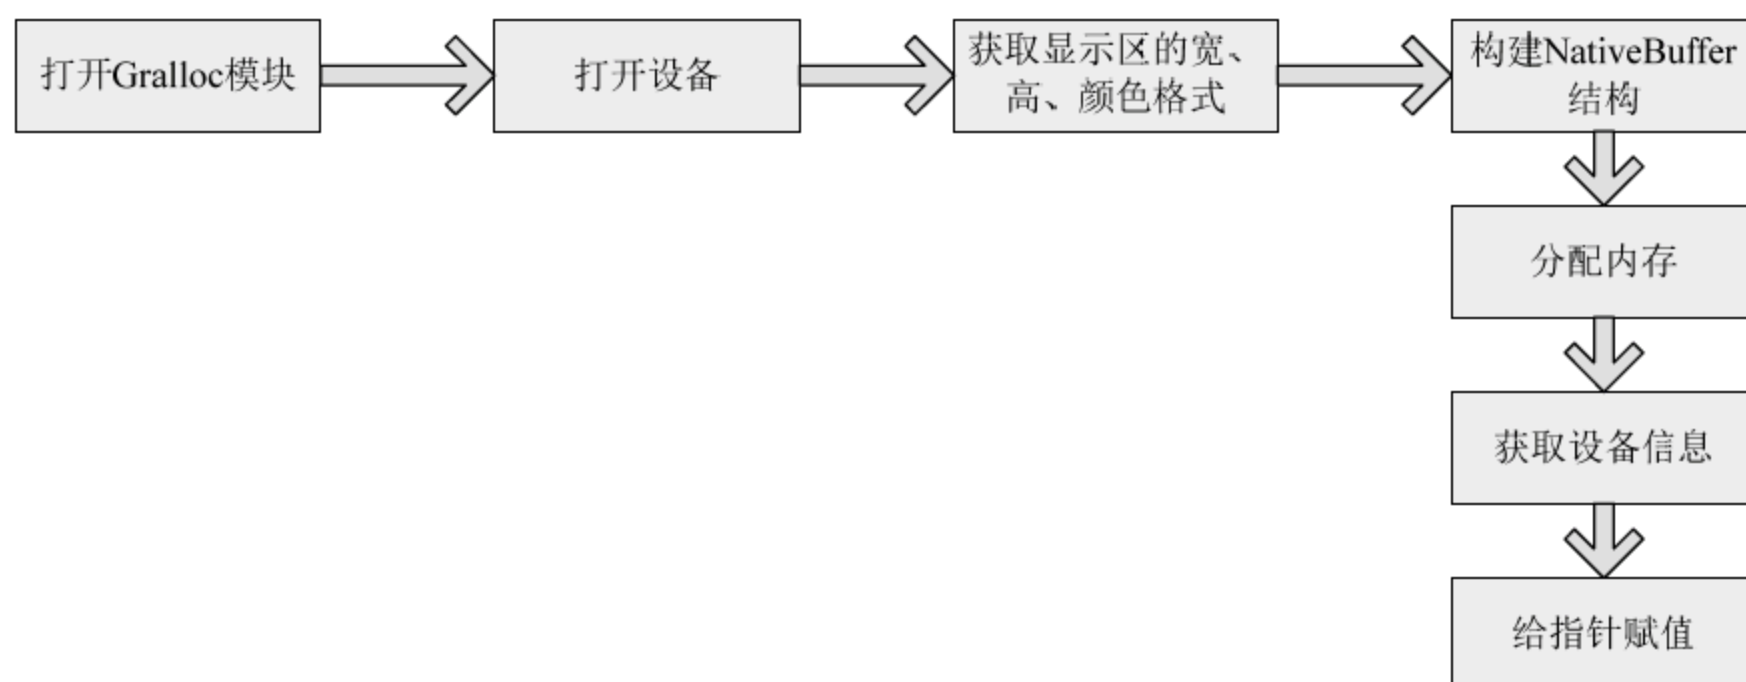 打开Gralloc模块
打开设备
获取显示区的宽、
高、颜色格式
构建NativeBuffer
结构
分配内存
获取设备信息
给指针赋值